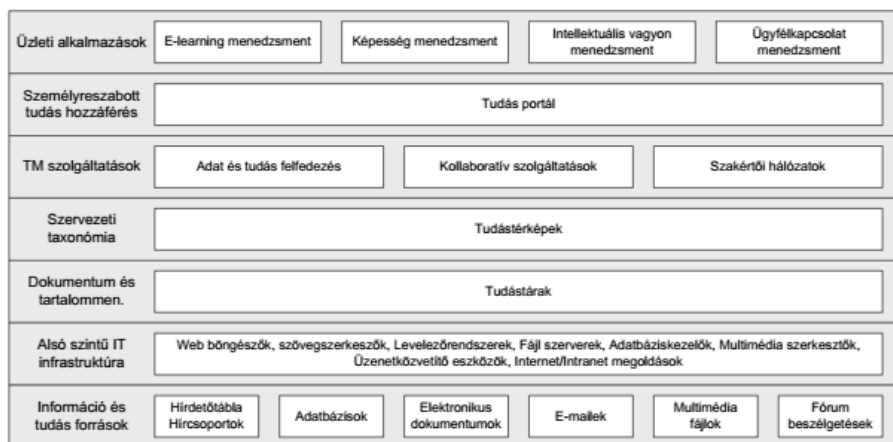 Üzleti alkalmazások
E-learning menedzsment
Képesség menedzsment
Intellektuális vagyon
menedzsment
Ügyfélkapcsolat
menedzsment
Személyreszabott
tudás hozzáférés
Tudás portál
TM szolgáltatások
Adat és tudás felfedezés
Kollaboratív szolgáltatások
Szakértői hálózatok
Szervezeti
taxonómia
Tudástérképek
Dokumentum és
tartalommen.
Tudástárak
Alsó szintű IT
infrastruktúra
Web böngészők, szövegszerkeszők, Levelezőrendszerek, Fájl szerverek, Adatbáziskezelők, Multimédia szerkesztők,
Üzenetközvetítő eszközök, Internet/Intranet megoldások
Információ és
tudás források
Hírdetőtábla
Hírcsoportok
Adatbázisok
Elektronikus
dokumentumok
E-mailek
Multimédia
fájlok
Fórum
beszélgetések